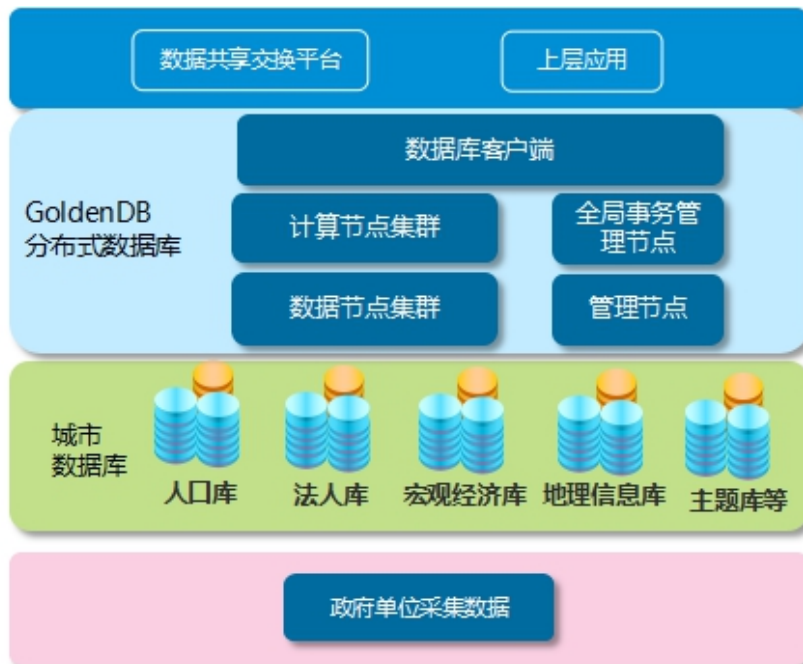 数据共享交换平台
上层应用
GoldenDB
分布式数据库
数据库客户端
计算节点集群
全局事务管
理节点
数据节点集群
管理节点
城市
数据库
人口库
法人库
宏观经济库
地理信息库
主题库等
政府单位采集数据